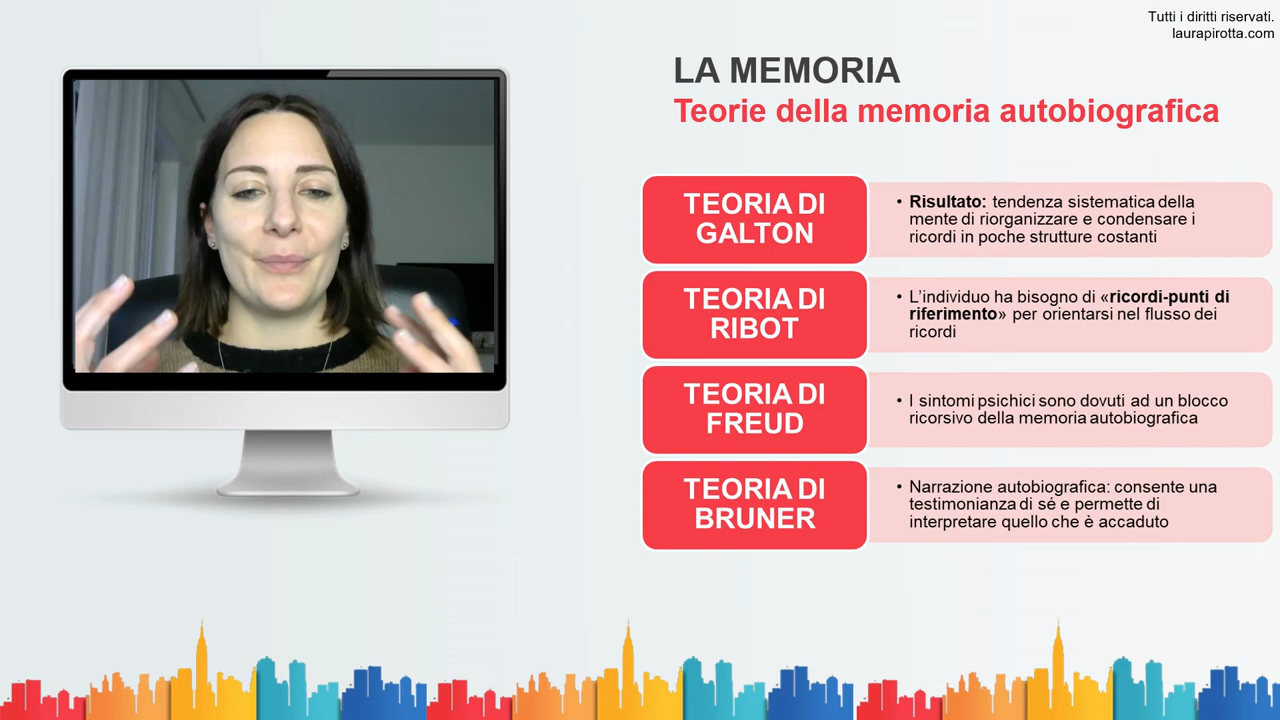 Tutti i diritti riservati.
laurapirotta.com
LA MEMORIA
Teorie della memoria autobiografica
TEORIA DI
GALTON
• Risultato: tendenza sistematica della
mente di riorganizzare e condensare i
ricordi in poche strutture costanti
TEORIA DI
RIBOT
• L’individuo ha bisogno di «ricordi-punti di
riferimento» per orientarsi nel flusso dei
ricordi
TEORIA DI
FREUD
• I sintomi psichici sono dovuti ad un blocco
ricorsivo della memoria autobiografica
TEORIA DI
BRUNER
• Narrazione autobiografica: consente una
testimonianza di sé e permette di
interpretare quello che è accaduto